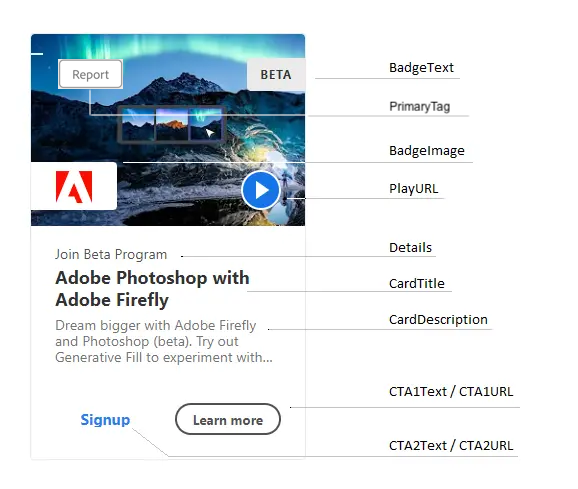 Report
BETA
BadgeText
PrimaryTag
BadgeImage
PlayURL
Join Beta Program
Details
Adobe Photoshop with
Adobe Firefly
CardTitle
Dream bigger with Adobe Firefly
and Photoshop (beta). Try out
Generative Fill to experiment with...
CardDescription
Signup
Learn more
CTA1Text / CTA1URL
CTA2Text / CTA2URL